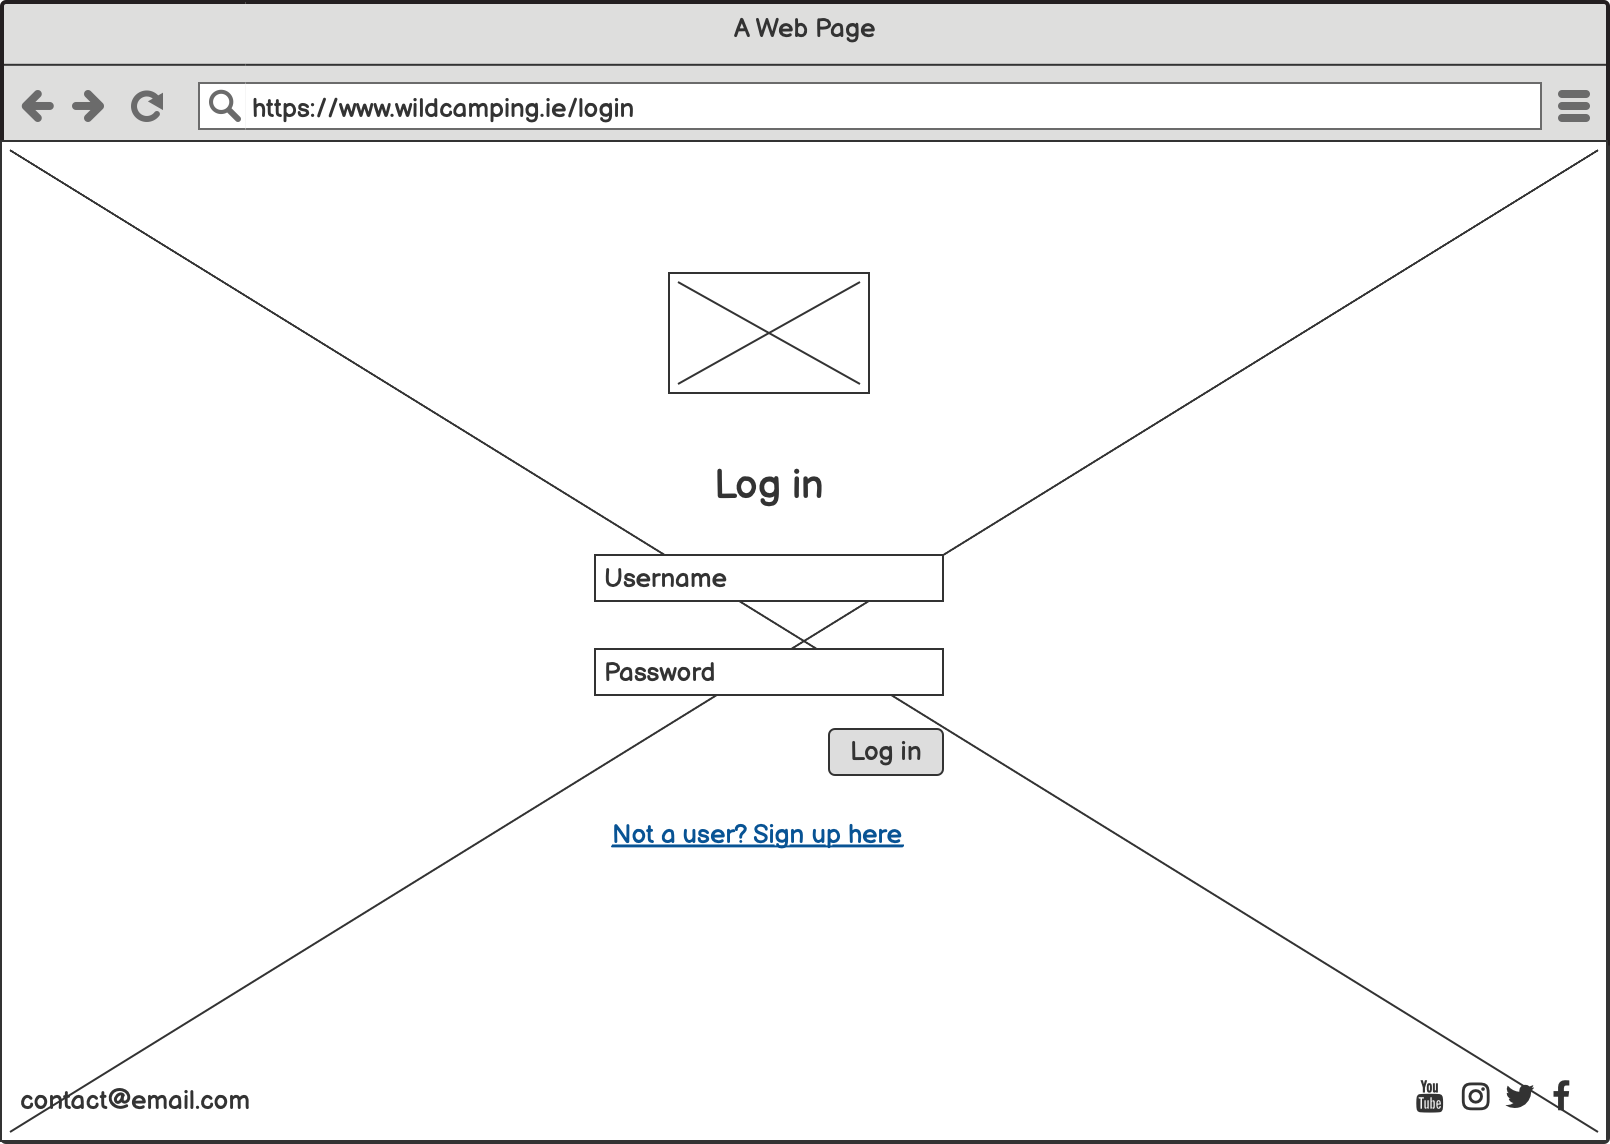 A Web Page
https://www.wildcamping.ie/login
Log in
Username
Password
Log in
Not a user? Sign up here
contact@email.com
You
Tube